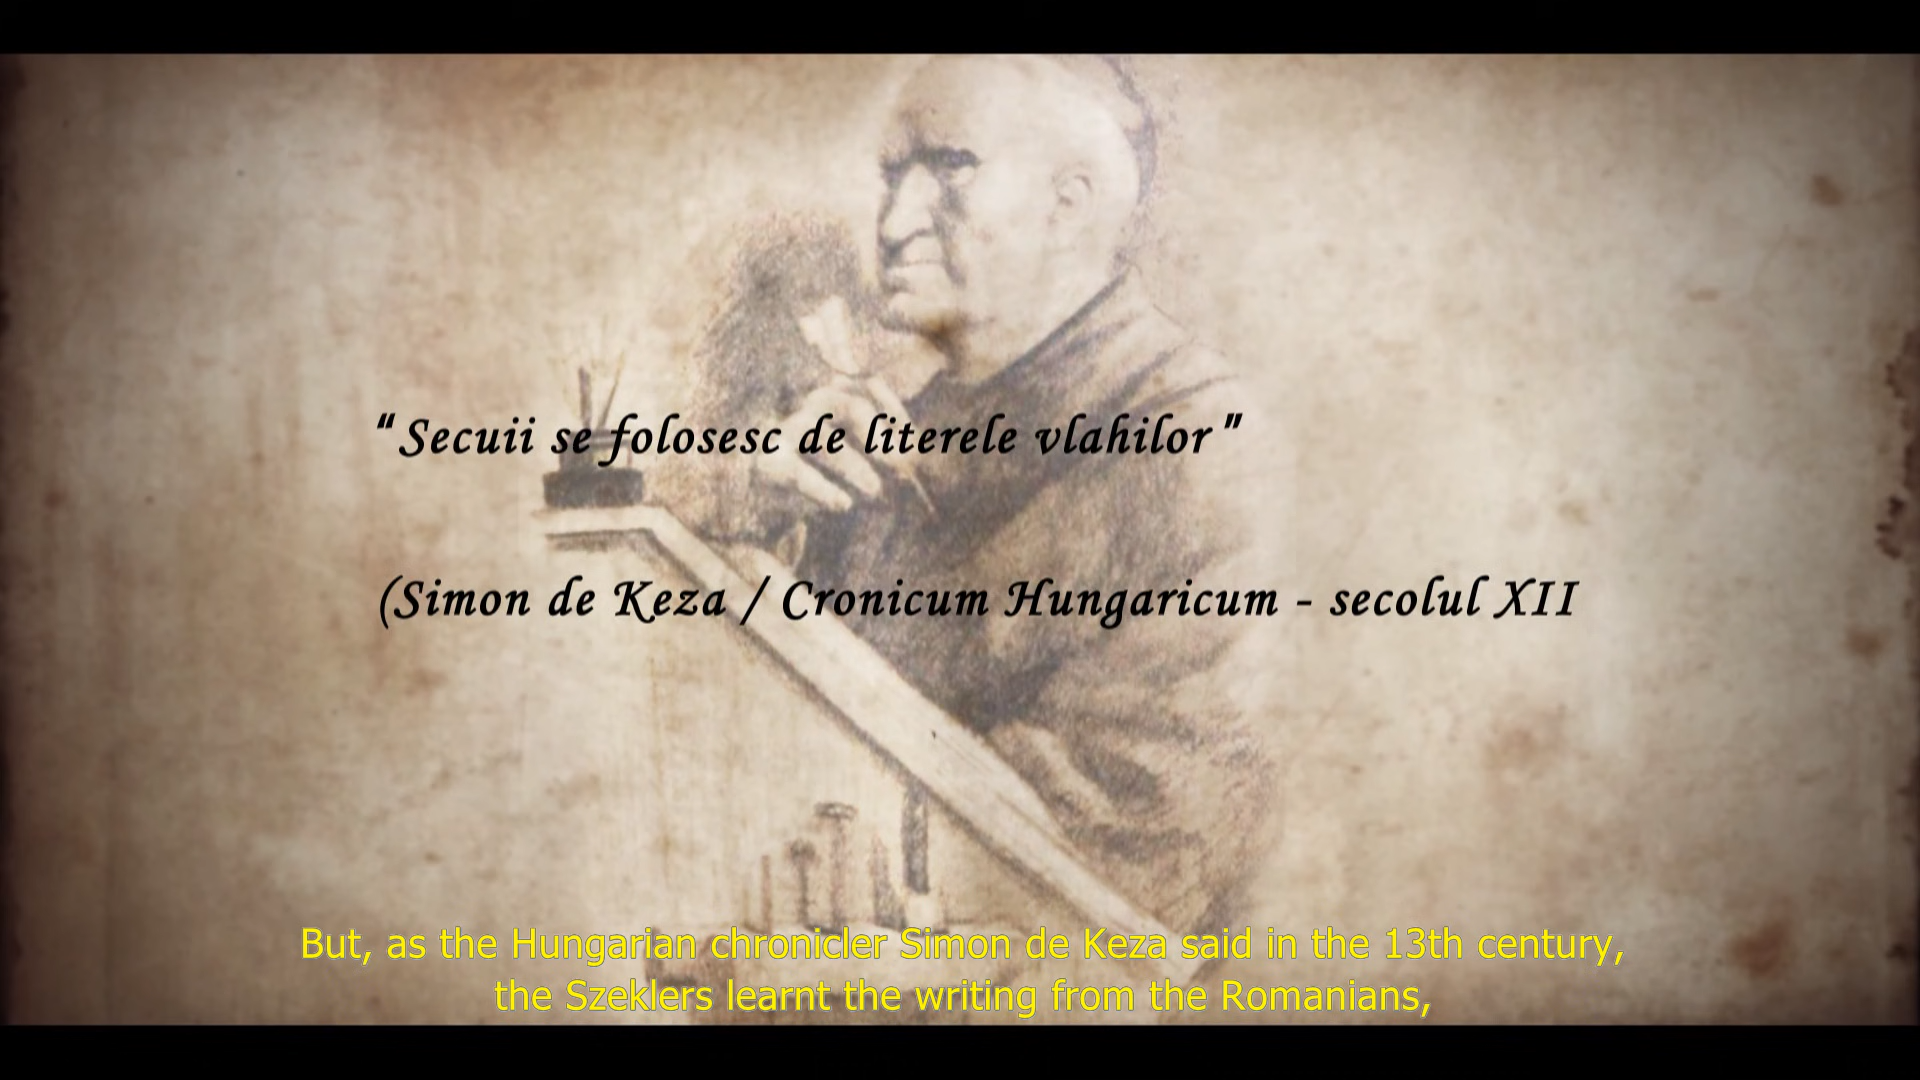 “Secuii se folosesc de literele vlahilor”
(Simon de Keza / Cronicum Hungaricum - secolul XII
But, as the Hungarian chronicler Simon de Keza said in the 13th century,
the Szeklers learnt the writing from the Romanians,